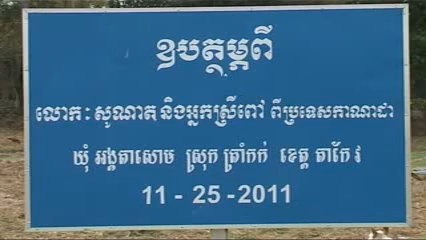 ឧបត្ថម្ភពី
លោកៈ សូណាត និងអ្នកស្រីពៅ ពីប្រទេសកាណាដា
ឃុំ អង្គតាសោម ស្រុក ត្រាំកក់ ខេត្ត តាកែវ
11 - 25 - 2011